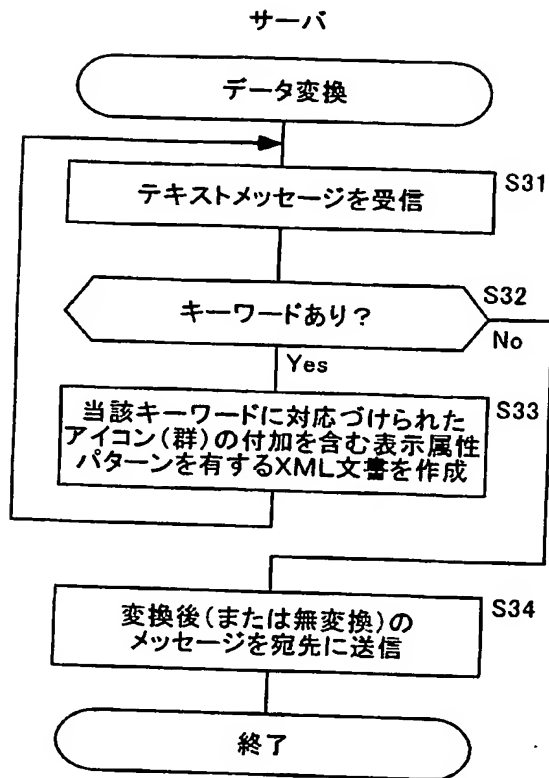 サーバ
データ変換
テキストメッセージを受信
S31
キーワードあり?
S32
No
Yes
当該キーワードに対応づけられた
アイコン(群)の付加を含む表示属性
パターンを有するXML文書を作成
S33
変換後(または無変換)の
メッセージを宛先に送信
S34
終了